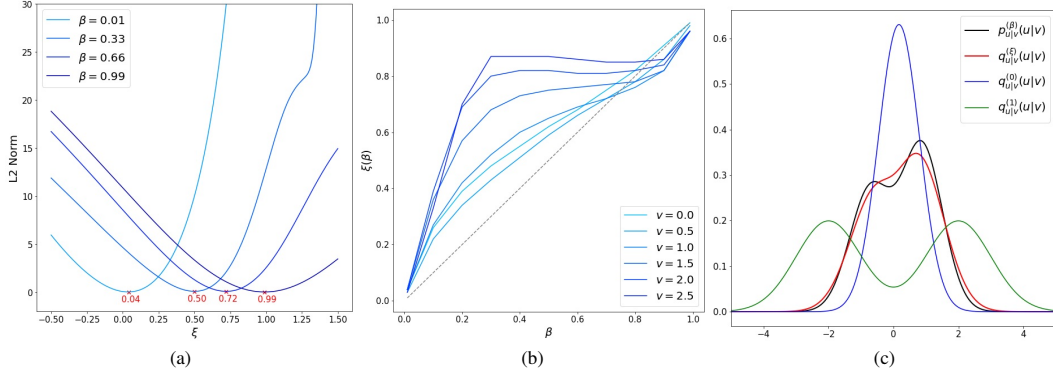 L2 Norm
30
25
20
15
10
5
0
β = 0.01
β = 0.33
β = 0.66
β = 0.99
0.04
0.50
0.72
0.99
−0.50 −0.25 0.00 0.25 0.50 0.75 1.00 1.25 1.50
ξ
(a)
ξ(β)
1.0
0.8
0.6
0.4
0.2
0.0
v = 0.0
v = 0.5
v = 1.0
v = 1.5
v = 2.0
v = 2.5
0.0 0.2 0.4 0.6 0.8 1.0
β
(b)
0.6
0.5
0.4
0.3
0.2
0.1
0.0
p_{u|v}^{(β)}(u|v)
q_{u|v}^{(ξ)}(u|v)
q_{u|v}^{(0)}(u|v)
q_{u|v}^{(1)}(u|v)
−4 −2 0 2 4
(c)